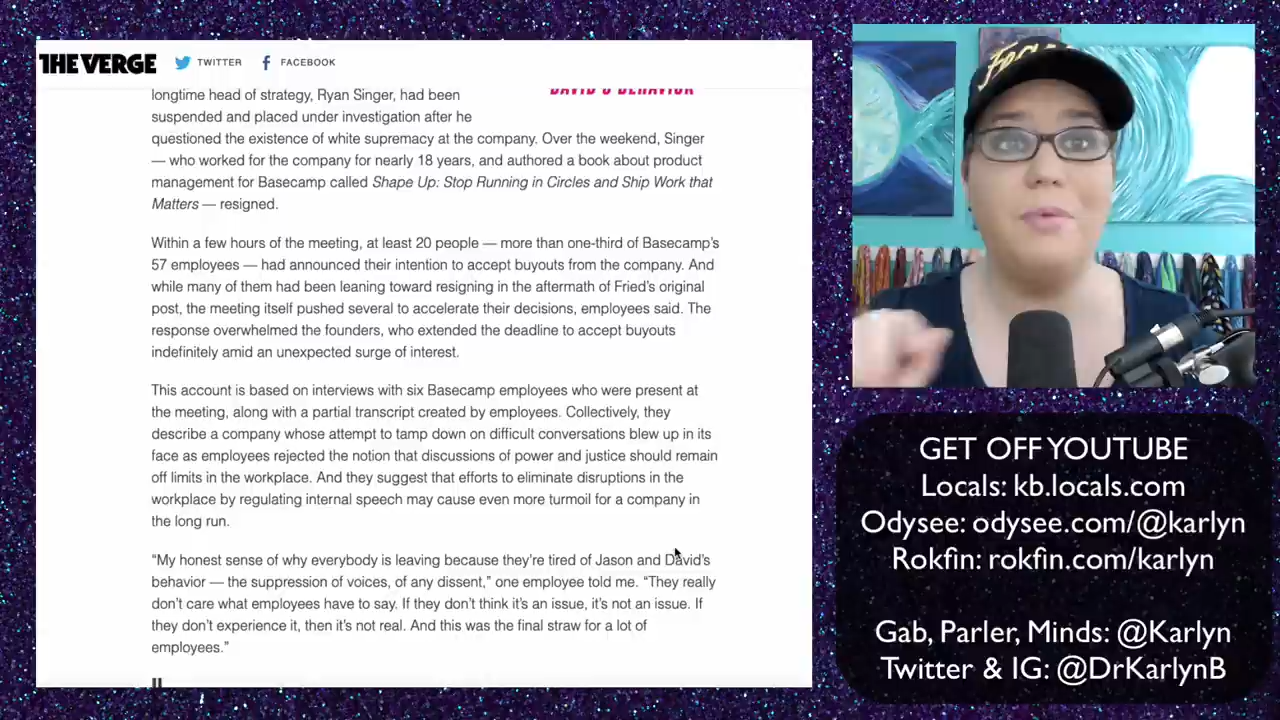 THE VERGE TWITTER FACEBOOK
DAVID'S BEHAVIOR
longtime head of strategy, Ryan Singer, had been
suspended and placed under investigation after he
questioned the existence of white supremacy at the company. Over the weekend, Singer
— who worked for the company for nearly 18 years, and authored a book about product
management for Basecamp called Shape Up: Stop Running in Circles and Ship Work that
Matters — resigned.
Within a few hours of the meeting, at least 20 people — more than one-third of Basecamp's
57 employees — had announced their intention to accept buyouts from the company. And
while many of them had been leaning toward resigning in the aftermath of Fried's original
post, the meeting itself pushed several to accelerate their decisions, employees said. The
response overwhelmed the founders, who extended the deadline to accept buyouts
indefinitely amid an unexpected surge of interest.
This account is based on interviews with six Basecamp employees who were present at
the meeting, along with a partial transcript created by employees. Collectively, they
describe a company whose attempt to tamp down on difficult conversations blew up in its
face as employees rejected the notion that discussions of power and justice should remain
off limits in the workplace. And they suggest that efforts to eliminate disruptions in the
workplace by regulating internal speech may cause even more turmoil for a company in
the long run.
“My honest sense of why everybody is leaving because they're tired of Jason and David's
behavior — the suppression of voices, of any dissent,” one employee told me. “They really
don't care what employees have to say. If they don't think it's an issue, it's not an issue. If
they don't experience it, then it's not real. And this was the final straw for a lot of
employees.”
GET OFF YOUTUBE
Locals: kb.locals.com
Odysee: odysee.com/@karlyn
Rokfin: rokfin.com/karlyn
Gab, Parler, Minds: @Karlyn
Twitter & IG: @DrKarlynB